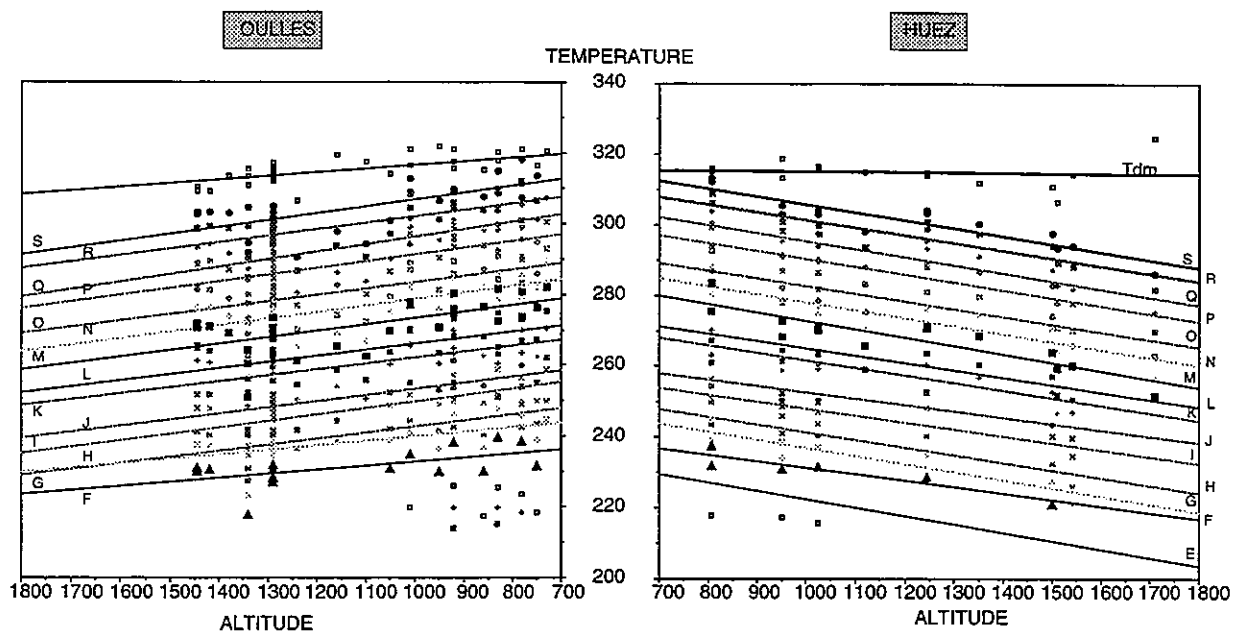 OULLES
HUEZ
TEMPERATURE
340
320
300
280
260
240
220
200
S
R
Q
P
O
N
M
L
K
J
I
H
G
F
Tdm
S
R
Q
P
O
N
M
L
K
J
I
H
G
F
E
1800 1700 1600 1500 1400 1300 1200 1100 1000 900 800 700
700 800 900 1000 1100 1200 1300 1400 1500 1600 1700 1800
ALTITUDE
ALTITUDE